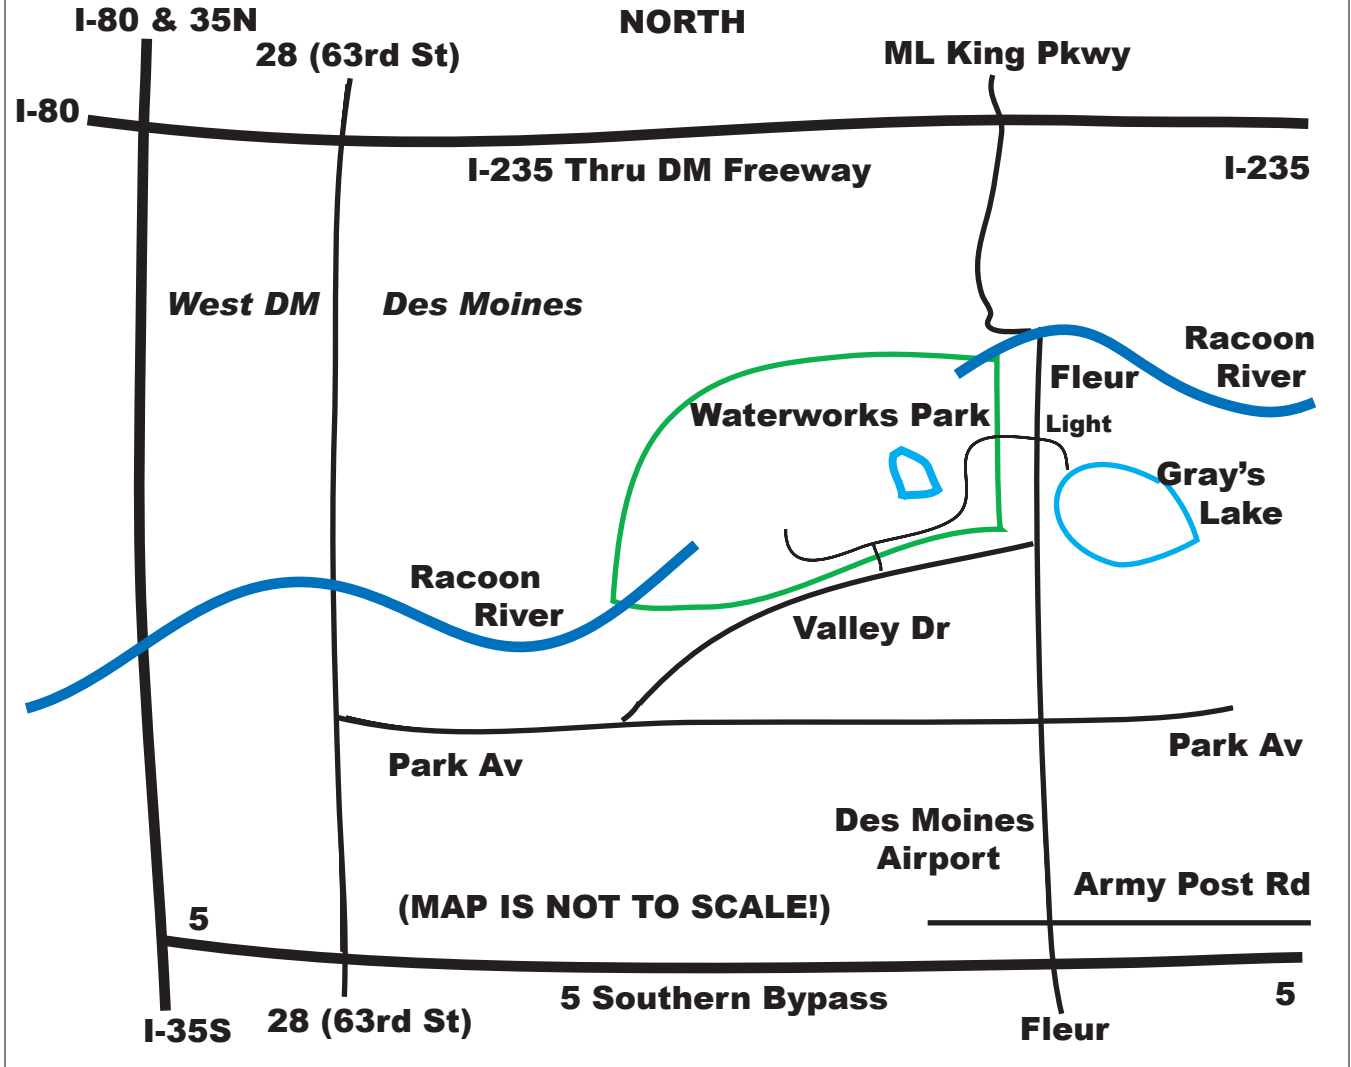 I-80 & 35N
NORTH
28 (63rd St)
ML King Pkwy
I-80
I-235 Thru DM Freeway
I-235
West DM
Des Moines
Racoon
River
Fleur
Waterworks Park
Light
Gray’s
Lake
Racoon
River
Valley Dr
Park Av
Park Av
Des Moines
Airport
Army Post Rd
(MAP IS NOT TO SCALE!)
5
5 Southern Bypass
5
I-35S
28 (63rd St)
Fleur